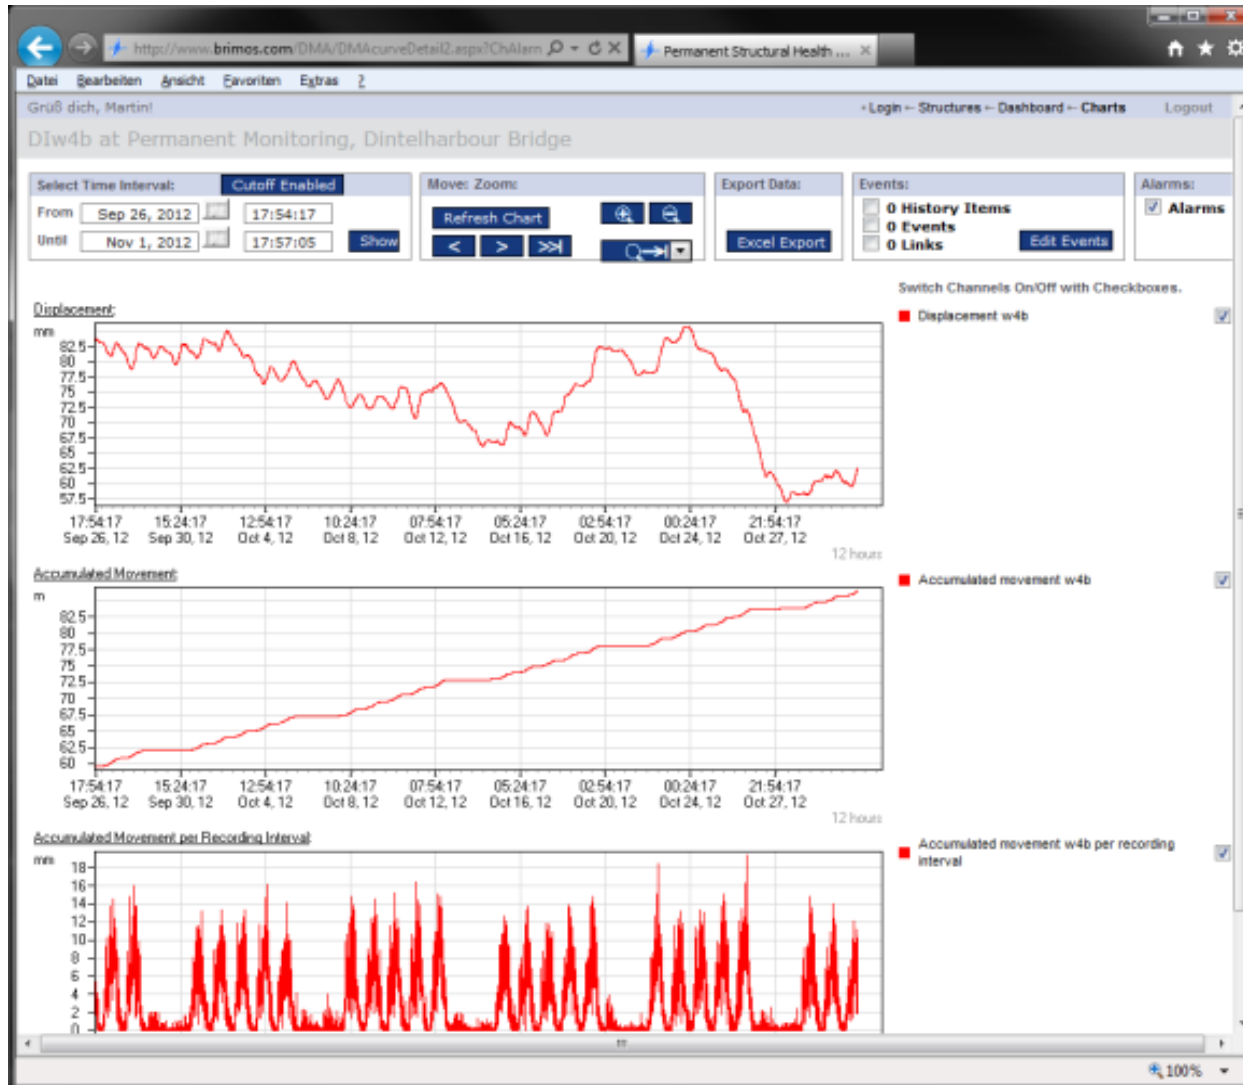 http://www.brimos.com/DMA/DMAcurveDetail2.aspx?ChAlarn
Permanent Structural Health ...
Datei Bearbeiten Ansicht Favoriten Extras ?
Grüß dich, Martin!
Login ← Structures ← Dashboard ← Charts Logout
DIw4b at Permanent Monitoring, Dintelharbour Bridge
Select Time Interval: Cutoff Enabled Move: Zoom: Export Data: Events: Alarms:
From Sep 26, 2012 17:54:17 Refresh Chart 0 History Items Alarms
0 Events
Until Nov 1, 2012 17:57:05 Show < > >>| Excel Export 0 Links Edit Events
Switch Channels On/Off with Checkboxes.
Displacement:
Displacement w4b
mm
82.5
80
77.5
75
72.5
70
67.5
65
62.5
60
57.5
17:54:17 15:24:17 12:54:17 10:24:17 07:54:17 05:24:17 02:54:17 00:24:17 21:54:17
Sep 26, 12 Sep 30, 12 Oct 4, 12 Oct 8, 12 Oct 12, 12 Oct 16, 12 Oct 20, 12 Oct 24, 12 Oct 27, 12
12 hours
Accumulated Movement:
Accumulated movement w4b
m
82.5
80
77.5
75
72.5
70
67.5
65
62.5
60
17:54:17 15:24:17 12:54:17 10:24:17 07:54:17 05:24:17 02:54:17 00:24:17 21:54:17
Sep 26, 12 Sep 30, 12 Oct 4, 12 Oct 8, 12 Oct 12, 12 Oct 16, 12 Oct 20, 12 Oct 24, 12 Oct 27, 12
12 hours
Accumulated Movement per Recording Interval:
Accumulated movement w4b per recording
interval
mm
18
16
14
12
10
8
6
4
2
0
100%